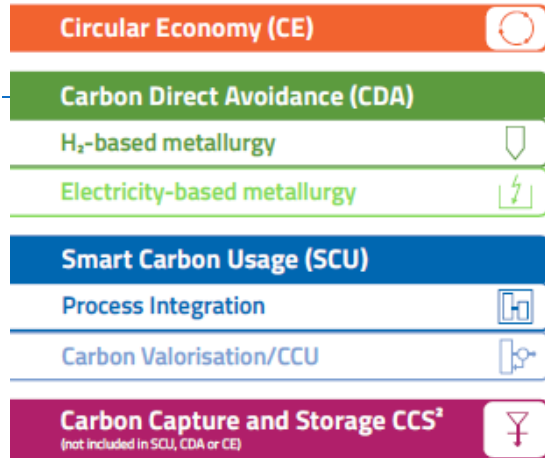 Circular Economy (CE)
Carbon Direct Avoidance (CDA)
H₂-based metallurgy
Electricity-based metallurgy
Smart Carbon Usage (SCU)
Process Integration
Carbon Valorisation/CCU
Carbon Capture and Storage CCS²
(not included in SCU, CDA or CE)